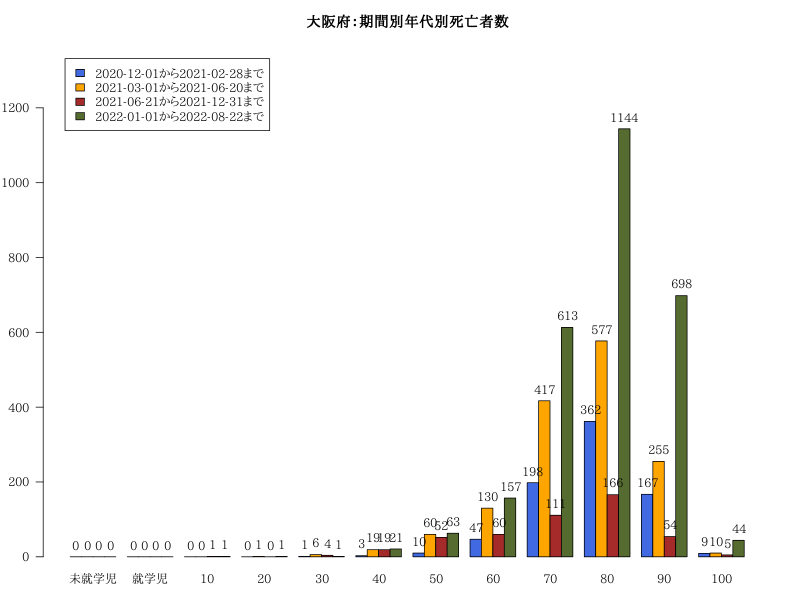 大阪府：期間別年代別死亡者数
2020-12-01から2021-02-28まで
2021-03-01から2021-06-20まで
2021-06-21から2021-12-31まで
2022-01-01から2022-08-22まで
1200
1000
800
600
400
200
0
0 0 0 0
0 0 0 0
0 0 1 1
0 1 0 1
1 6 4 1
3 19 19 21
10 60 52 63
47 130 60 157
198 417 111 613
362 577 166 1144
167 255 54 698
9 10 5 44
未就学児 就学児 10 20 30 40 50 60 70 80 90 100